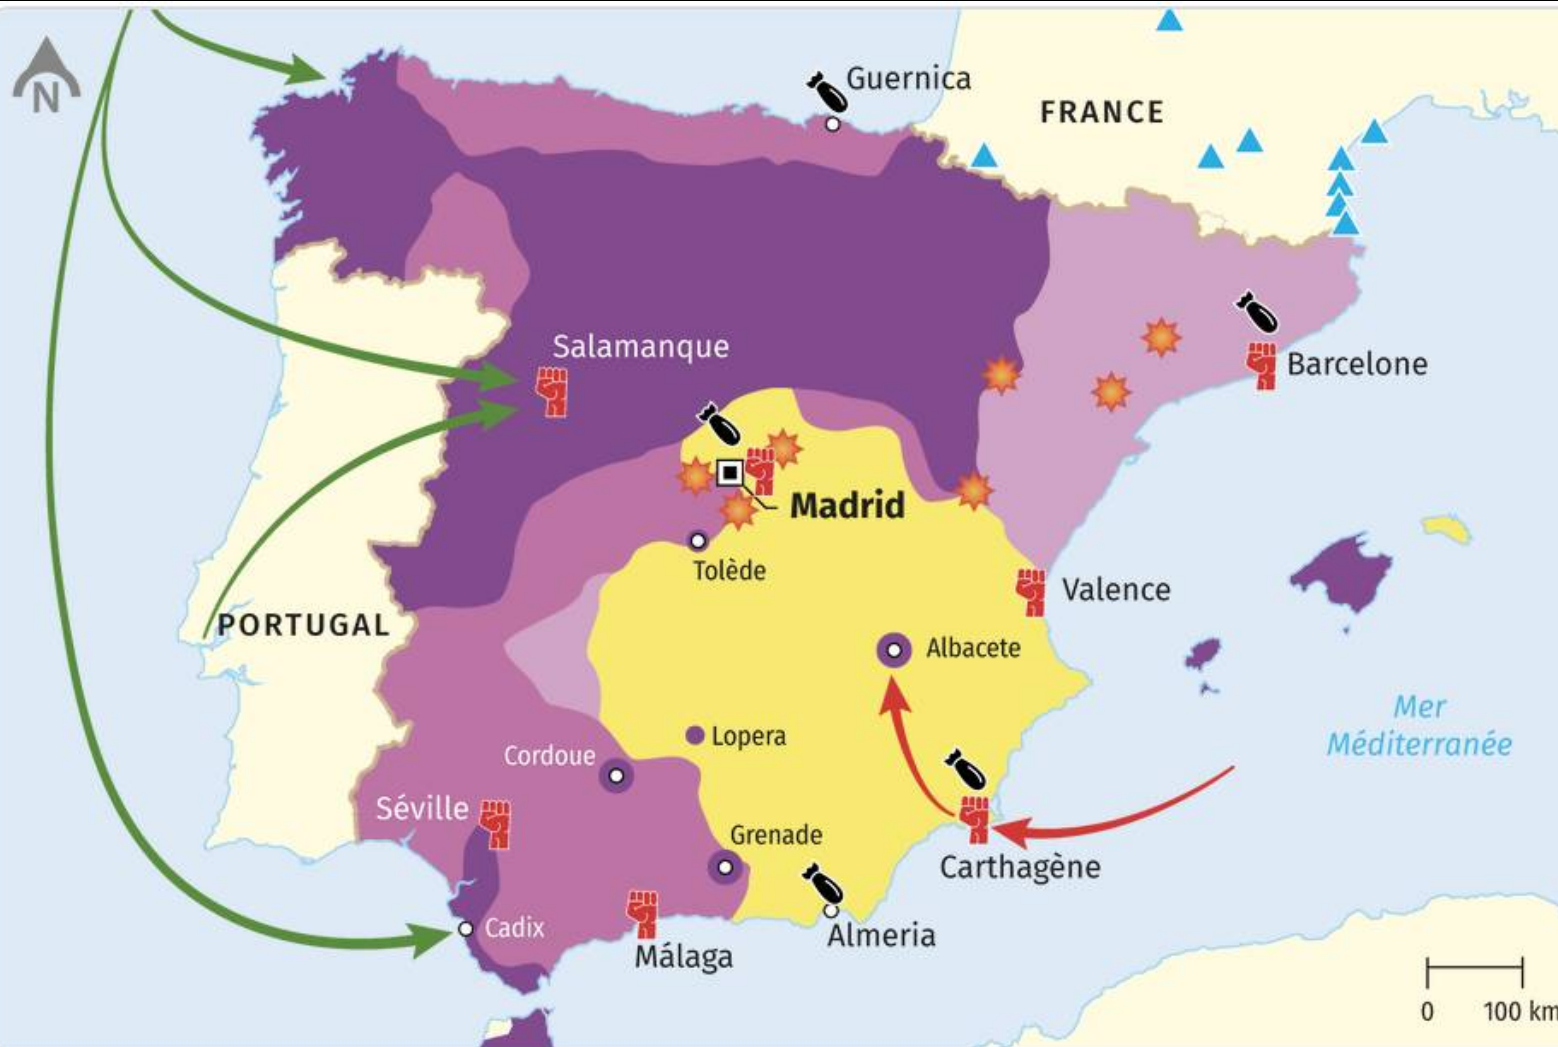 Guernica
FRANCE
N
Salamanque
Barcelone
Madrid
Tolède
Valence
PORTUGAL
Albacete
Mer
Méditerranée
Lopera
Cordoue
Séville
Grenade
Carthagène
Cadix
Almeria
Málaga
0 100 km